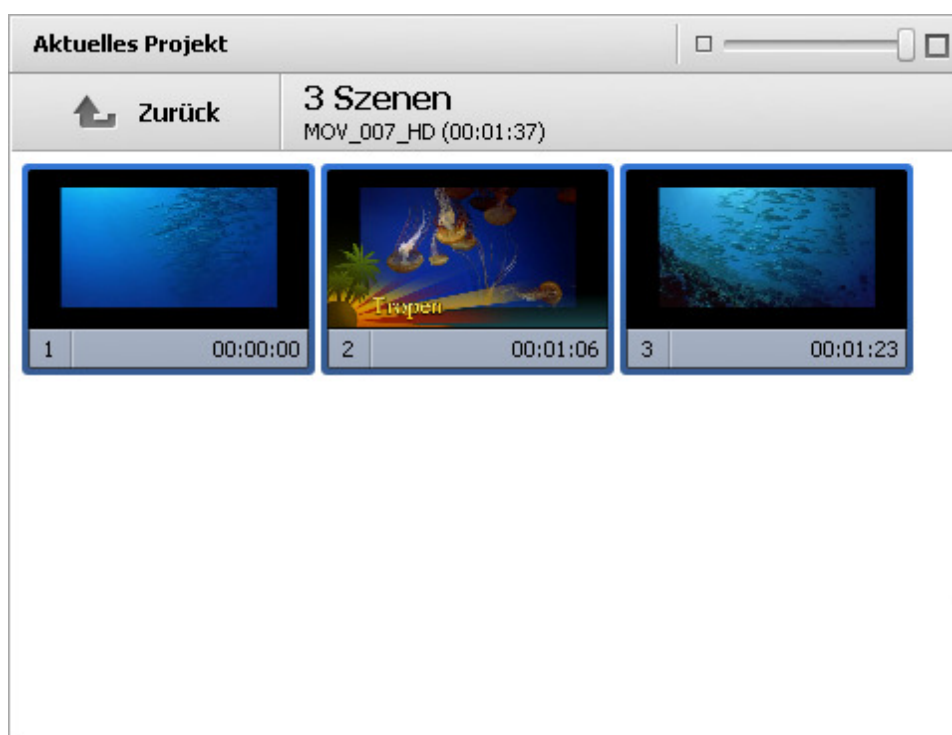 Aktuelles Projekt
Zurück
3 Szenen
MOV_007_HD (00:01:37)
Tropen
1 00:00:00
2 00:01:06
3 00:01:23